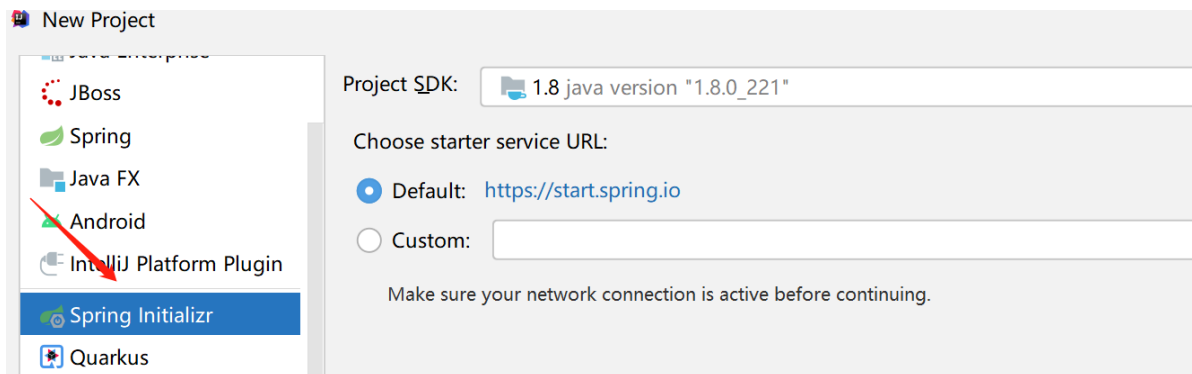 New Project
Java Enterprise
JBoss
Spring
Java FX
Android
IntelliJ Platform Plugin
Spring Initializr
Quarkus
Project SDK: 1.8 java version "1.8.0_221"
Choose starter service URL:
Default: https://start.spring.io
Custom:
Make sure your network connection is active before continuing.